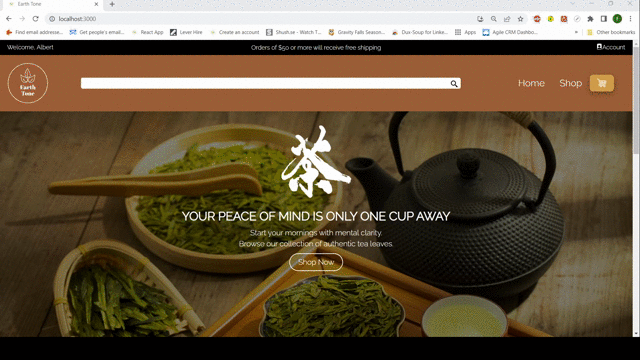 Earth Tone
localhost:3000
Find email addresse...
Get people's email...
React App
Lever Hire
Create an account
Shush.se - Watch T...
Gravity Falls Season...
Dux-Soup for Linke...
Apps
Agile CRM Dashbo...
»
Other bookmarks
Welcome, Albert
Orders of $50 or more will receive free shipping
Account
Earth
Tone
Home
Shop
茶
YOUR PEACE OF MIND IS ONLY ONE CUP AWAY
Start your mornings with mental clarity.
Browse our collection of authentic tea leaves.
Shop Now